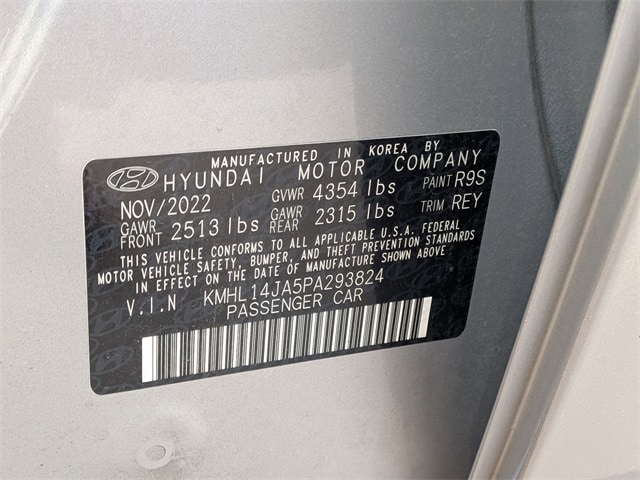 MANUFACTURED IN KOREA BY
HYUNDAI MOTOR COMPANY
NOV/2022 GVWR 4354 lbs PAINT R9S
GAWR FRONT 2513 lbs GAWR REAR 2315 lbs TRIM REY
THIS VEHICLE CONFORMS TO ALL APPLICABLE U.S.A. FEDERAL
MOTOR VEHICLE SAFETY, BUMPER, AND THEFT PREVENTION STANDARDS
IN EFFECT ON THE DATE OF MANUFACTURE SHOWN ABOVE.
V.I.N KMHL14JA5PA293824
PASSENGER CAR